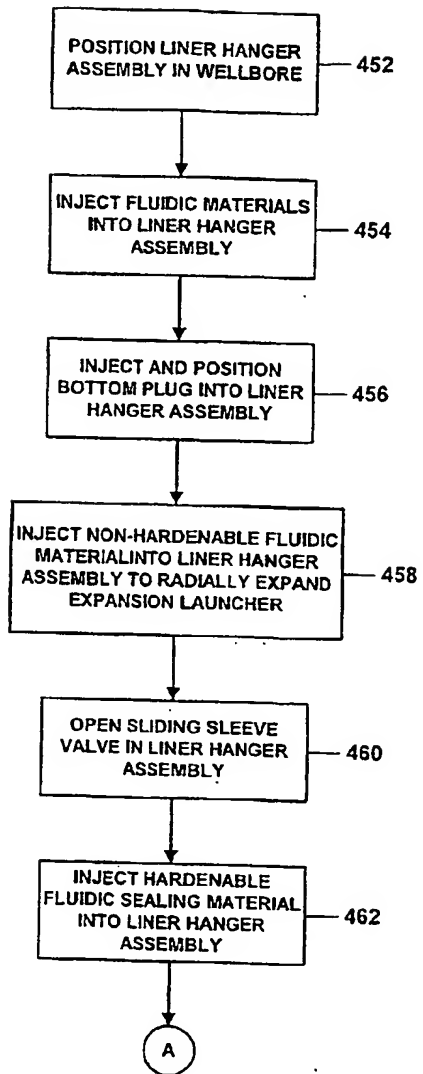 POSITION LINER HANGER
ASSEMBLY IN WELLBORE
452
INJECT FLUIDIC MATERIALS
INTO LINER HANGER
ASSEMBLY
454
INJECT AND POSITION
BOTTOM PLUG INTO LINER
HANGER ASSEMBLY
456
INJECT NON-HARDENABLE FLUIDIC
MATERIALINTO LINER HANGER
ASSEMBLY TO RADIALLY EXPAND
EXPANSION LAUNCHER
458
OPEN SLIDING SLEEVE
VALVE IN LINER HANGER
ASSEMBLY
460
INJECT HARDENABLE
FLUIDIC SEALING MATERIAL
INTO LINER HANGER
ASSEMBLY
462
A